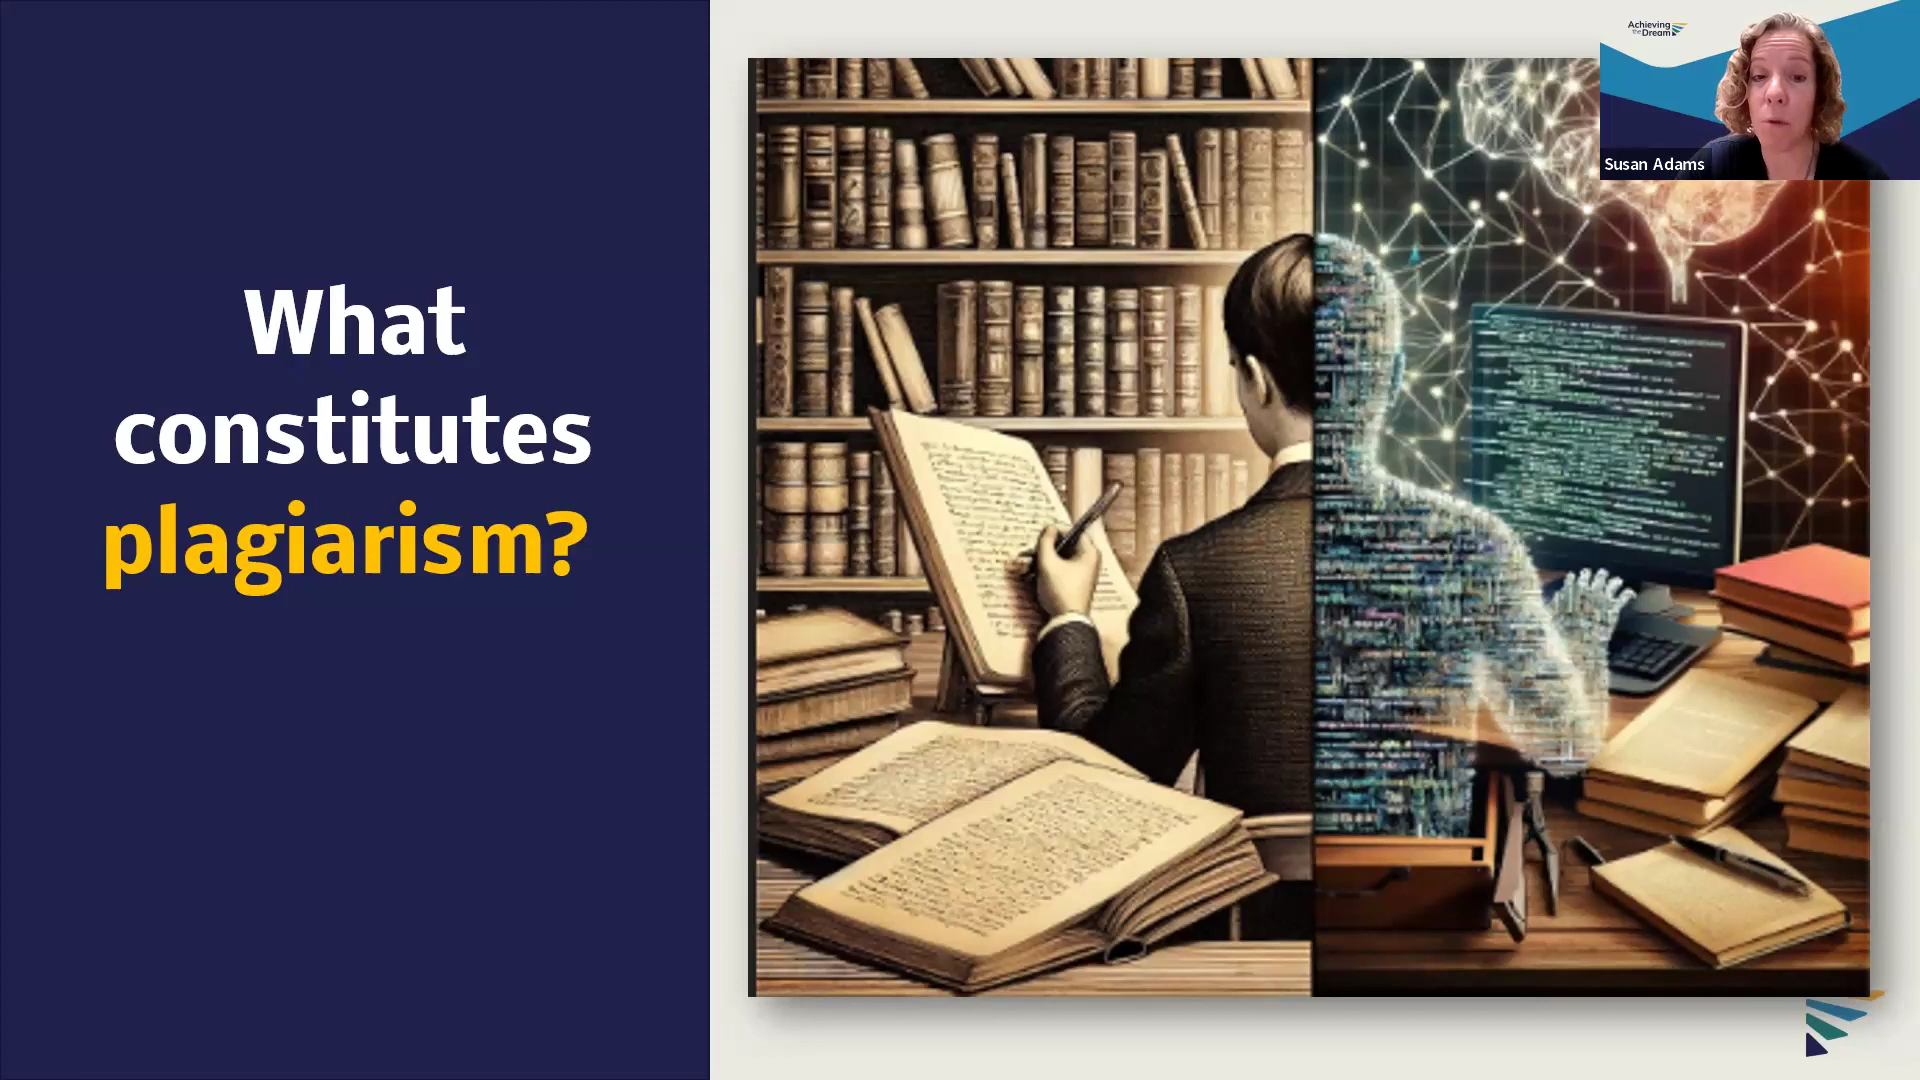 What
constitutes
plagiarism?
Achieving
the Dream
Susan Adams